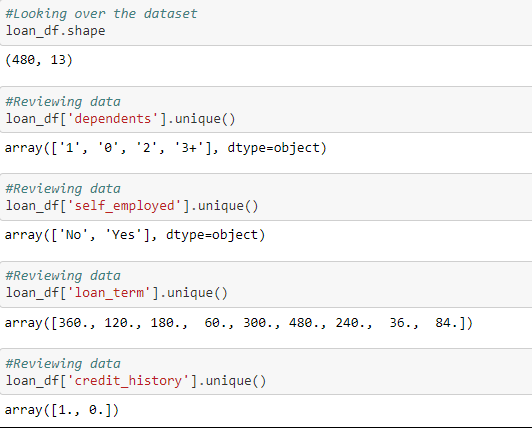 #Looking over the dataset
loan_df.shape
(480, 13)
#Reviewing data
loan_df['dependents'].unique()
array(['1', '0', '2', '3+'], dtype=object)
#Reviewing data
loan_df['self_employed'].unique()
array(['No', 'Yes'], dtype=object)
#Reviewing data
loan_df['loan_term'].unique()
array([360., 120., 180.,  60., 300., 480., 240.,  36.,  84.])
#Reviewing data
loan_df['credit_history'].unique()
array([1., 0.])